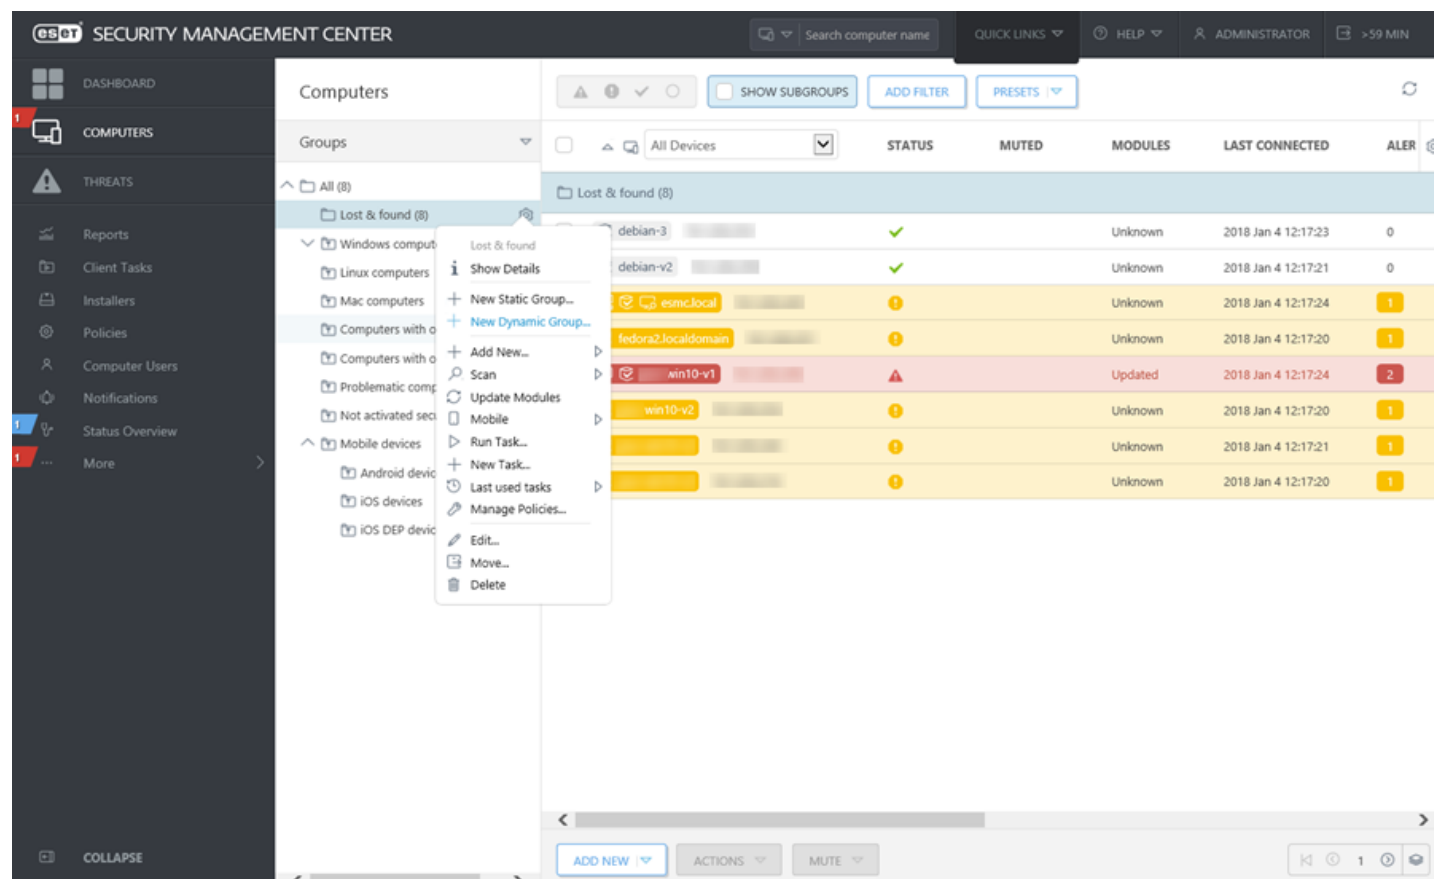 eset SECURITY MANAGEMENT CENTER
Search computer name
QUICK LINKS
HELP
ADMINISTRATOR
>59 MIN
DASHBOARD
1
COMPUTERS
THREATS
Reports
Client Tasks
Installers
Policies
Computer Users
Notifications
1
Status Overview
1
More
COLLAPSE
Computers
Groups
All (8)
Lost & found (8)
Windows comput
Linux computers
Mac computers
Computers with o
Computers with o
Problematic comp
Not activated secu
Mobile devices
Android devic
iOS devices
iOS DEP devic
Lost & found
Show Details
New Static Group...
New Dynamic Group...
Add New...
Scan
Update Modules
Mobile
Run Task...
New Task...
Last used tasks
Manage Policies...
Edit...
Move...
Delete
SHOW SUBGROUPS
ADD FILTER
PRESETS
All Devices
STATUS
MUTED
MODULES
LAST CONNECTED
ALER
Lost & found (8)
debian-3 Unknown 2018 Jan 4 12:17:23 0
debian-v2 Unknown 2018 Jan 4 12:17:21 0
esmc.local Unknown 2018 Jan 4 12:17:24 1
fedora2.localdomain Unknown 2018 Jan 4 12:17:20 1
win10-v1 Updated 2018 Jan 4 12:17:24 2
win10-v2 Unknown 2018 Jan 4 12:17:20 1
Unknown 2018 Jan 4 12:17:21 1
Unknown 2018 Jan 4 12:17:20 1
ADD NEW
ACTIONS
MUTE
1